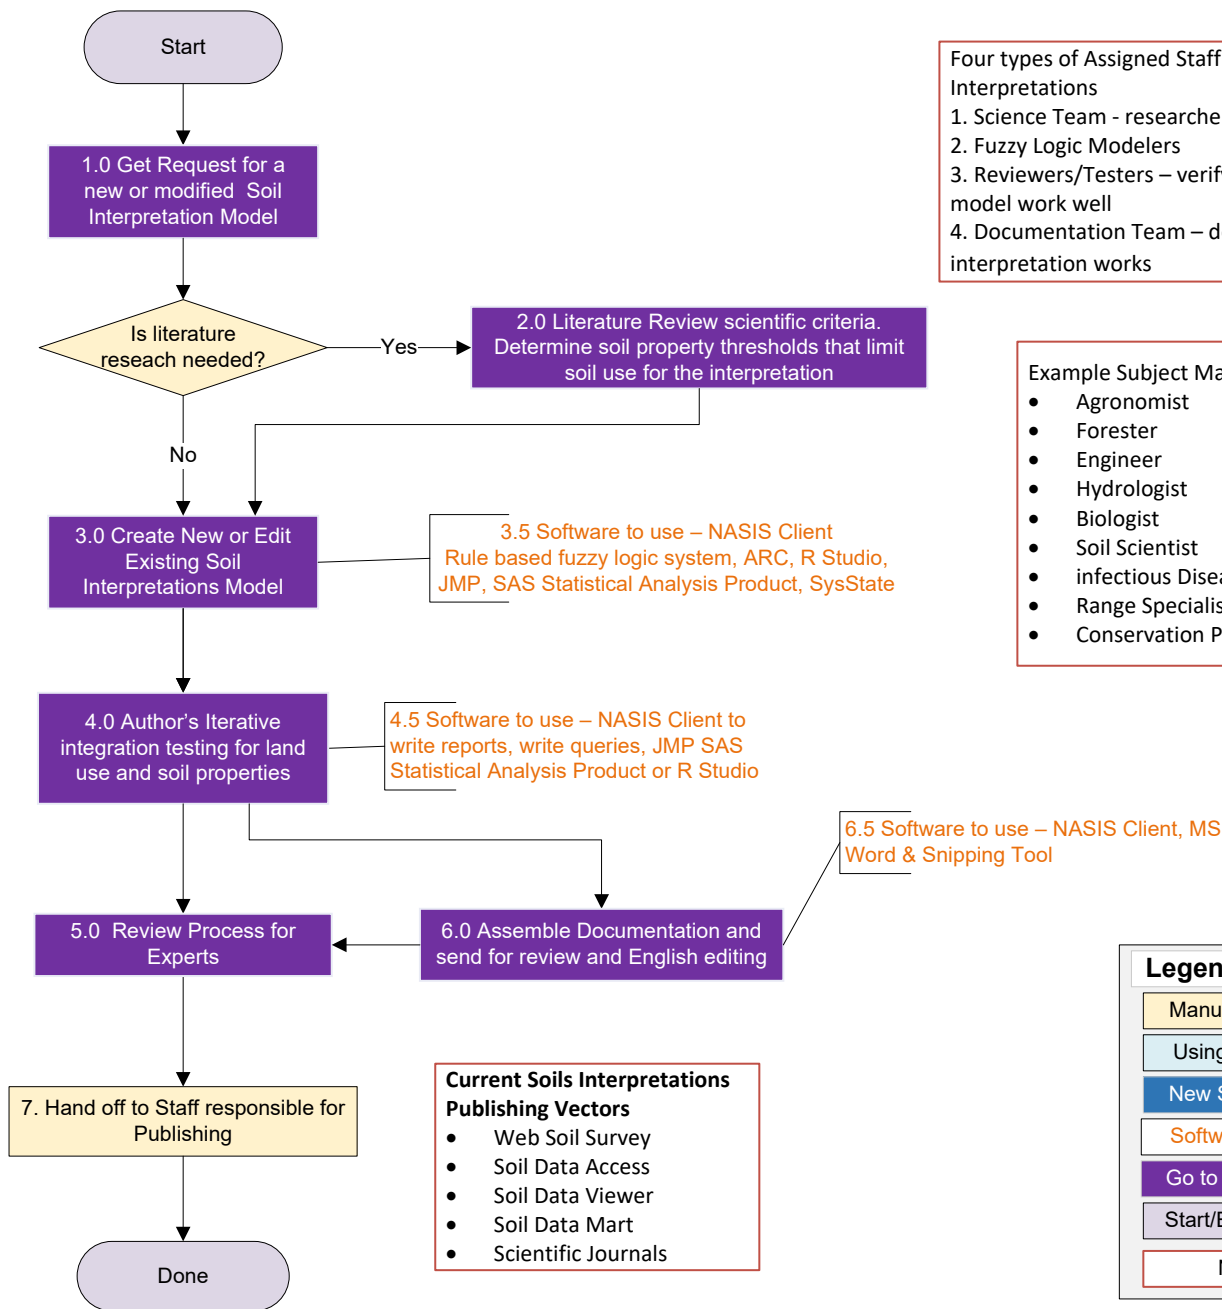 Start
Four types of Assigned Staff
Interpretations
1. Science Team - researche
2. Fuzzy Logic Modelers
3. Reviewers/Testers – verify
model work well
4. Documentation Team – d
interpretation works
1.0 Get Request for a
new or modified Soil
Interpretation Model
Is literature
reseach needed?
Yes
2.0 Literature Review scientific criteria.
Determine soil property thresholds that limit
soil use for the interpretation
Example Subject Ma
• Agronomist
• Forester
• Engineer
• Hydrologist
• Biologist
• Soil Scientist
• infectious Disea
• Range Specialis
• Conservation P
No
3.0 Create New or Edit
Existing Soil
Interpretations Model
3.5 Software to use – NASIS Client
Rule based fuzzy logic system, ARC, R Studio,
JMP, SAS Statistical Analysis Product, SysState
4.0 Author's Iterative
integration testing for land
use and soil properties
4.5 Software to use – NASIS Client to
write reports, write queries, JMP SAS
Statistical Analysis Product or R Studio
6.5 Software to use – NASIS Client, MS
Word & Snipping Tool
5.0 Review Process for
Experts
6.0 Assemble Documentation and
send for review and English editing
7. Hand off to Staff responsible for
Publishing
Current Soils Interpretations
Publishing Vectors
• Web Soil Survey
• Soil Data Access
• Soil Data Viewer
• Soil Data Mart
• Scientific Journals
Legen
Manu
Using
New S
Softw
Go to
Start/E
Done